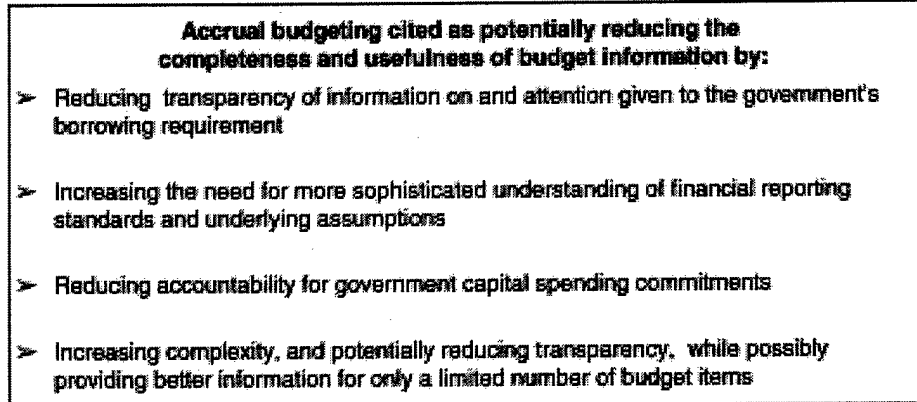 Accrual budgeting cited as potentially reducing the
completeness and usefulness of budget information by:
➢ Reducing transparency of information on and attention given to the government's
borrowing requirement
➢ Increasing the need for more sophisticated understanding of financial reporting
standards and underlying assumptions
➢ Reducing accountability for government capital spending commitments
➢ Increasing complexity, and potentially reducing transparency, while possibly
providing better information for only a limited number of budget items